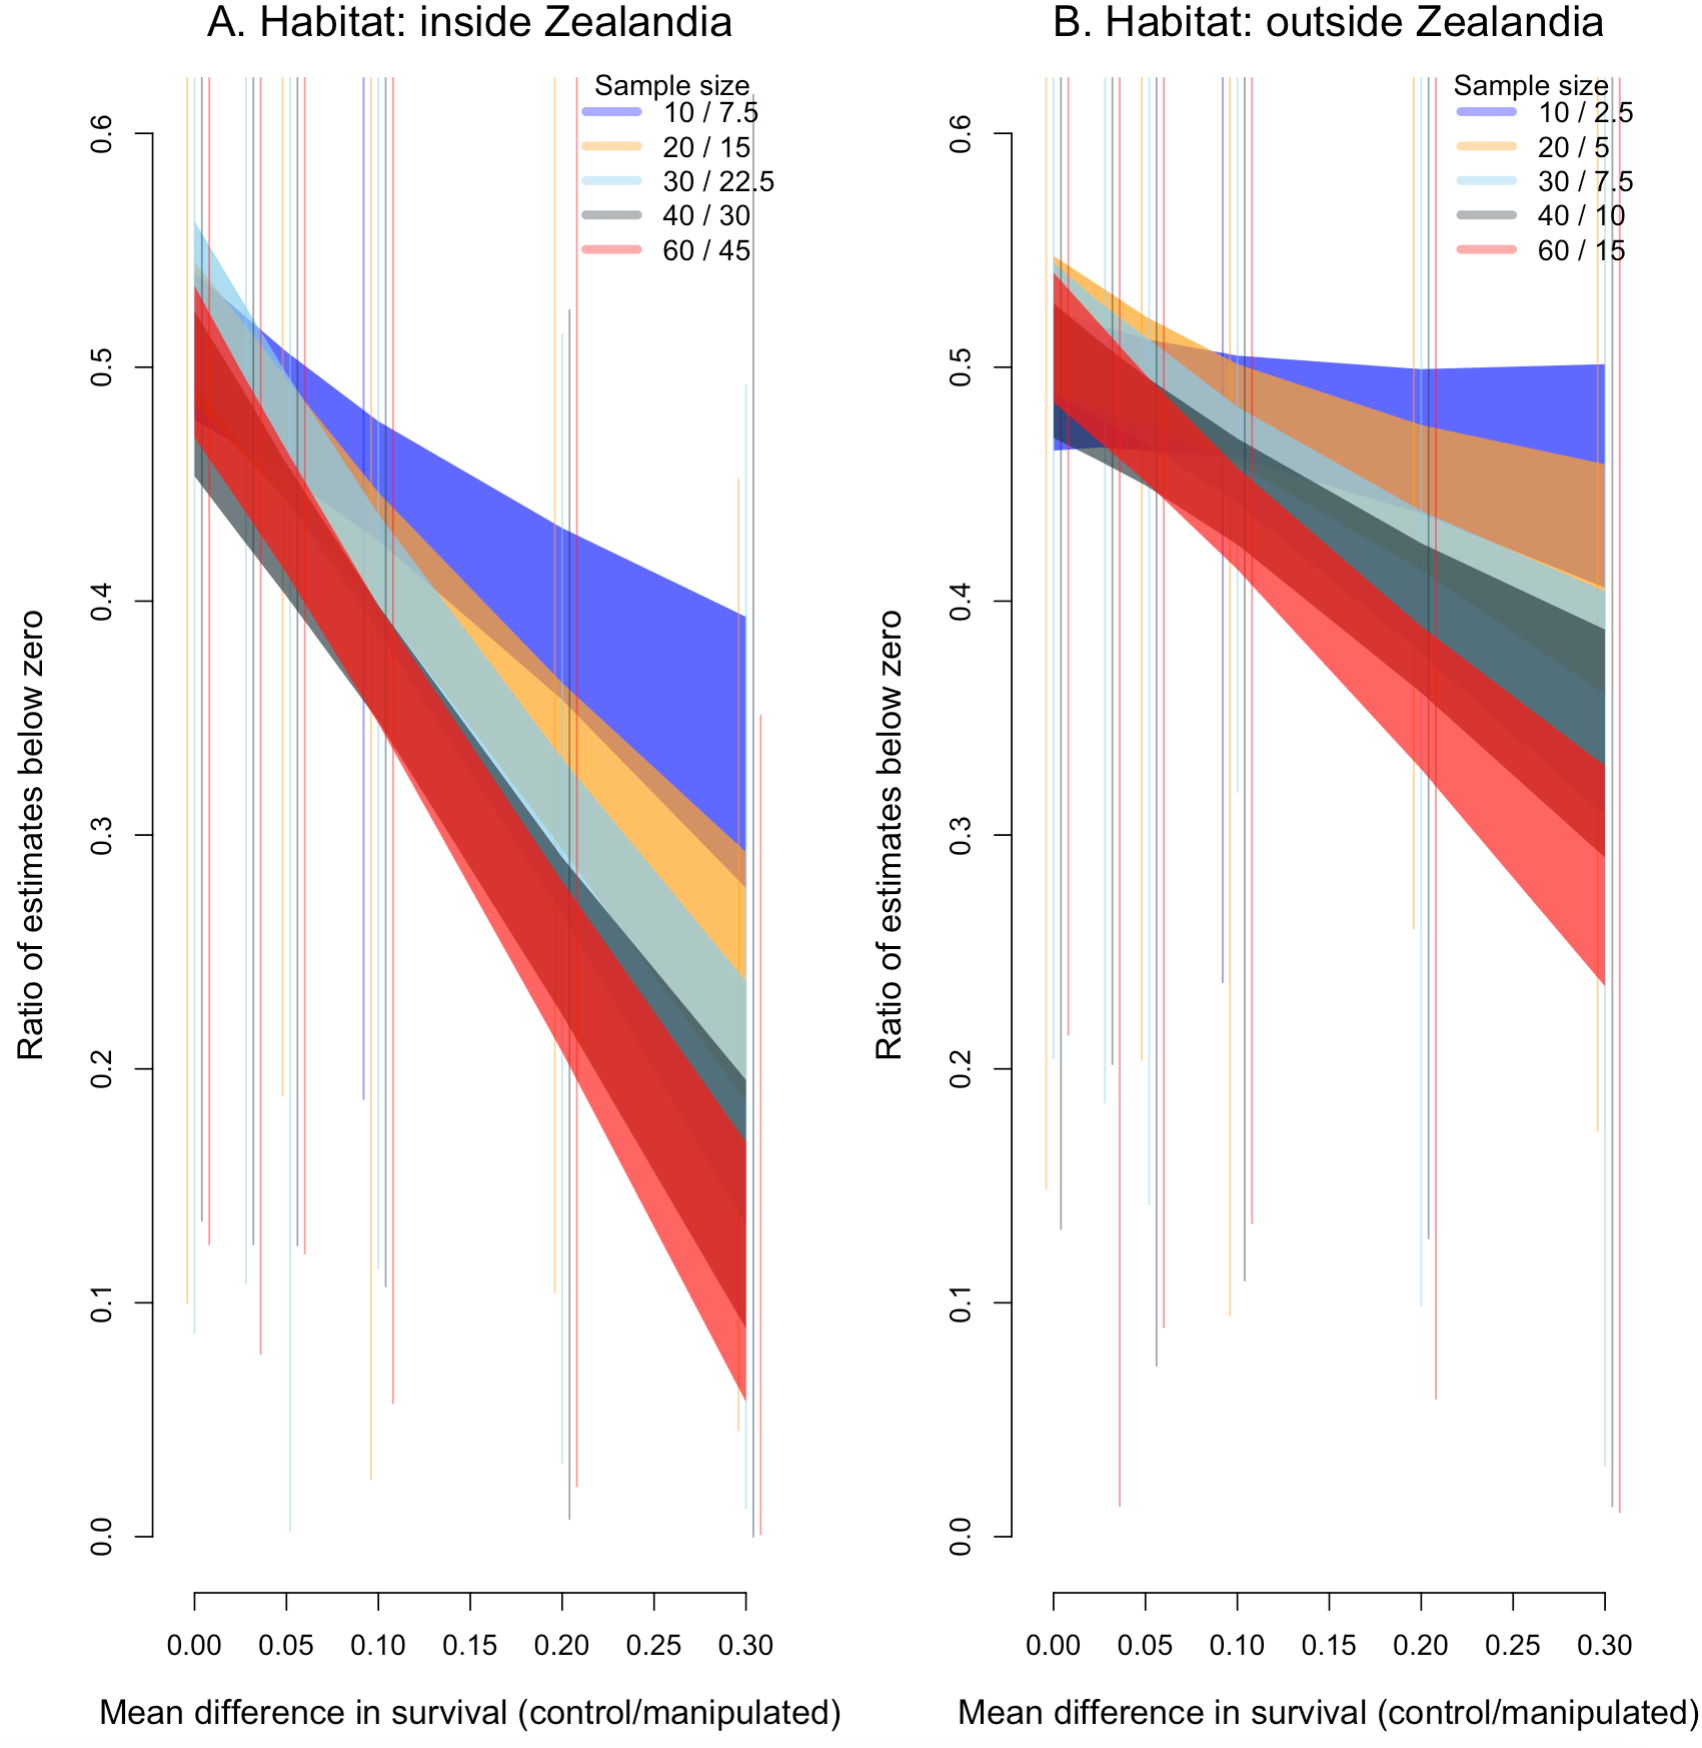 A. Habitat: inside Zealandia
Sample size
10 / 7.5
20 / 15
30 / 22.5
40 / 30
60 / 45
Ratio of estimates below zero
0.6
0.5
0.4
0.3
0.2
0.1
0.0
0.00 0.05 0.10 0.15 0.20 0.25 0.30
Mean difference in survival (control/manipulated)
B. Habitat: outside Zealandia
Sample size
10 / 2.5
20 / 5
30 / 7.5
40 / 10
60 / 15
Ratio of estimates below zero
0.6
0.5
0.4
0.3
0.2
0.1
0.0
0.00 0.05 0.10 0.15 0.20 0.25 0.30
Mean difference in survival (control/manipulated)